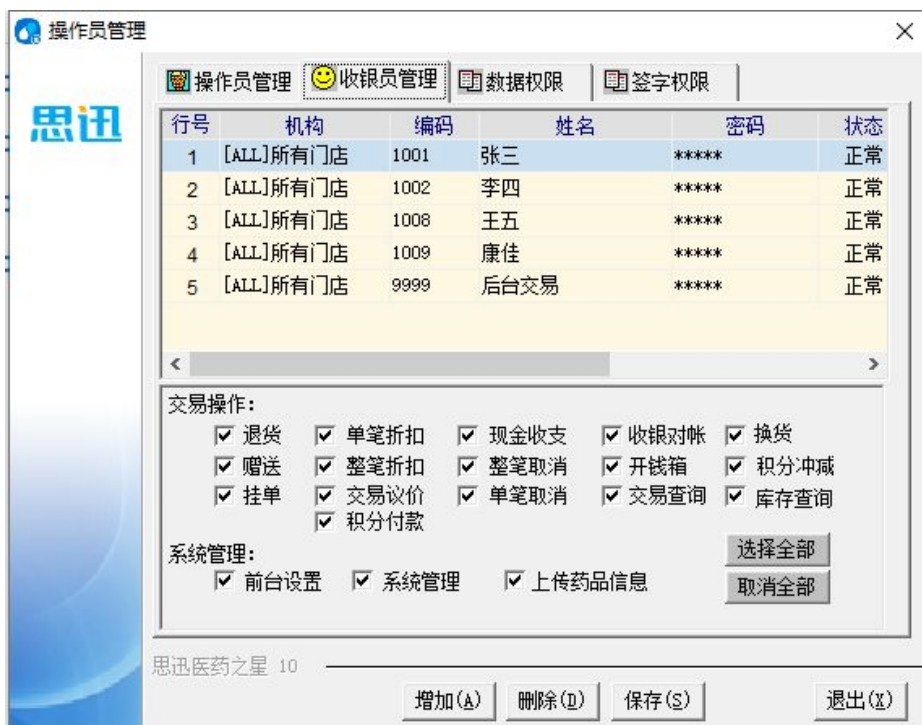 操作员管理
思迅
操作员管理 收银员管理 数据权限 签字权限
行号 机构 编码 姓名 密码 状态
1 [ALL]所有门店 1001 张三 ***** 正常
2 [ALL]所有门店 1002 李四 ***** 正常
3 [ALL]所有门店 1008 王五 ***** 正常
4 [ALL]所有门店 1009 康佳 ***** 正常
5 [ALL]所有门店 9999 后台交易 ***** 正常
交易操作:
退货 单笔折扣 现金收支 收银对帐 换货
赠送 整笔折扣 整笔取消 开钱箱 积分冲减
挂单 交易议价 单笔取消 交易查询 库存查询
积分付款
选择全部
系统管理:
前台设置 系统管理 上传药品信息 取消全部
思迅医药之星 10
增加(A) 删除(D) 保存(S) 退出(X)